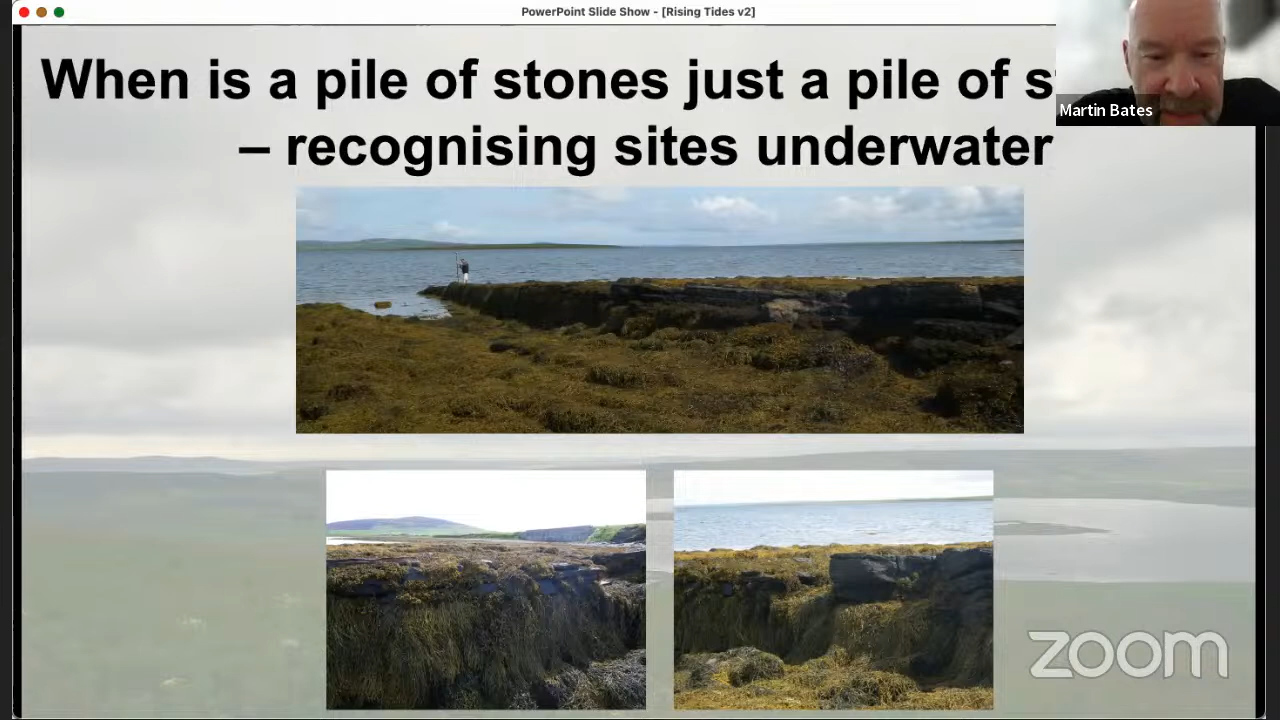 PowerPoint Slide Show - [Rising Tides v2]
When is a pile of stones just a pile of
– recognising sites underwater
Martin Bates
zoom